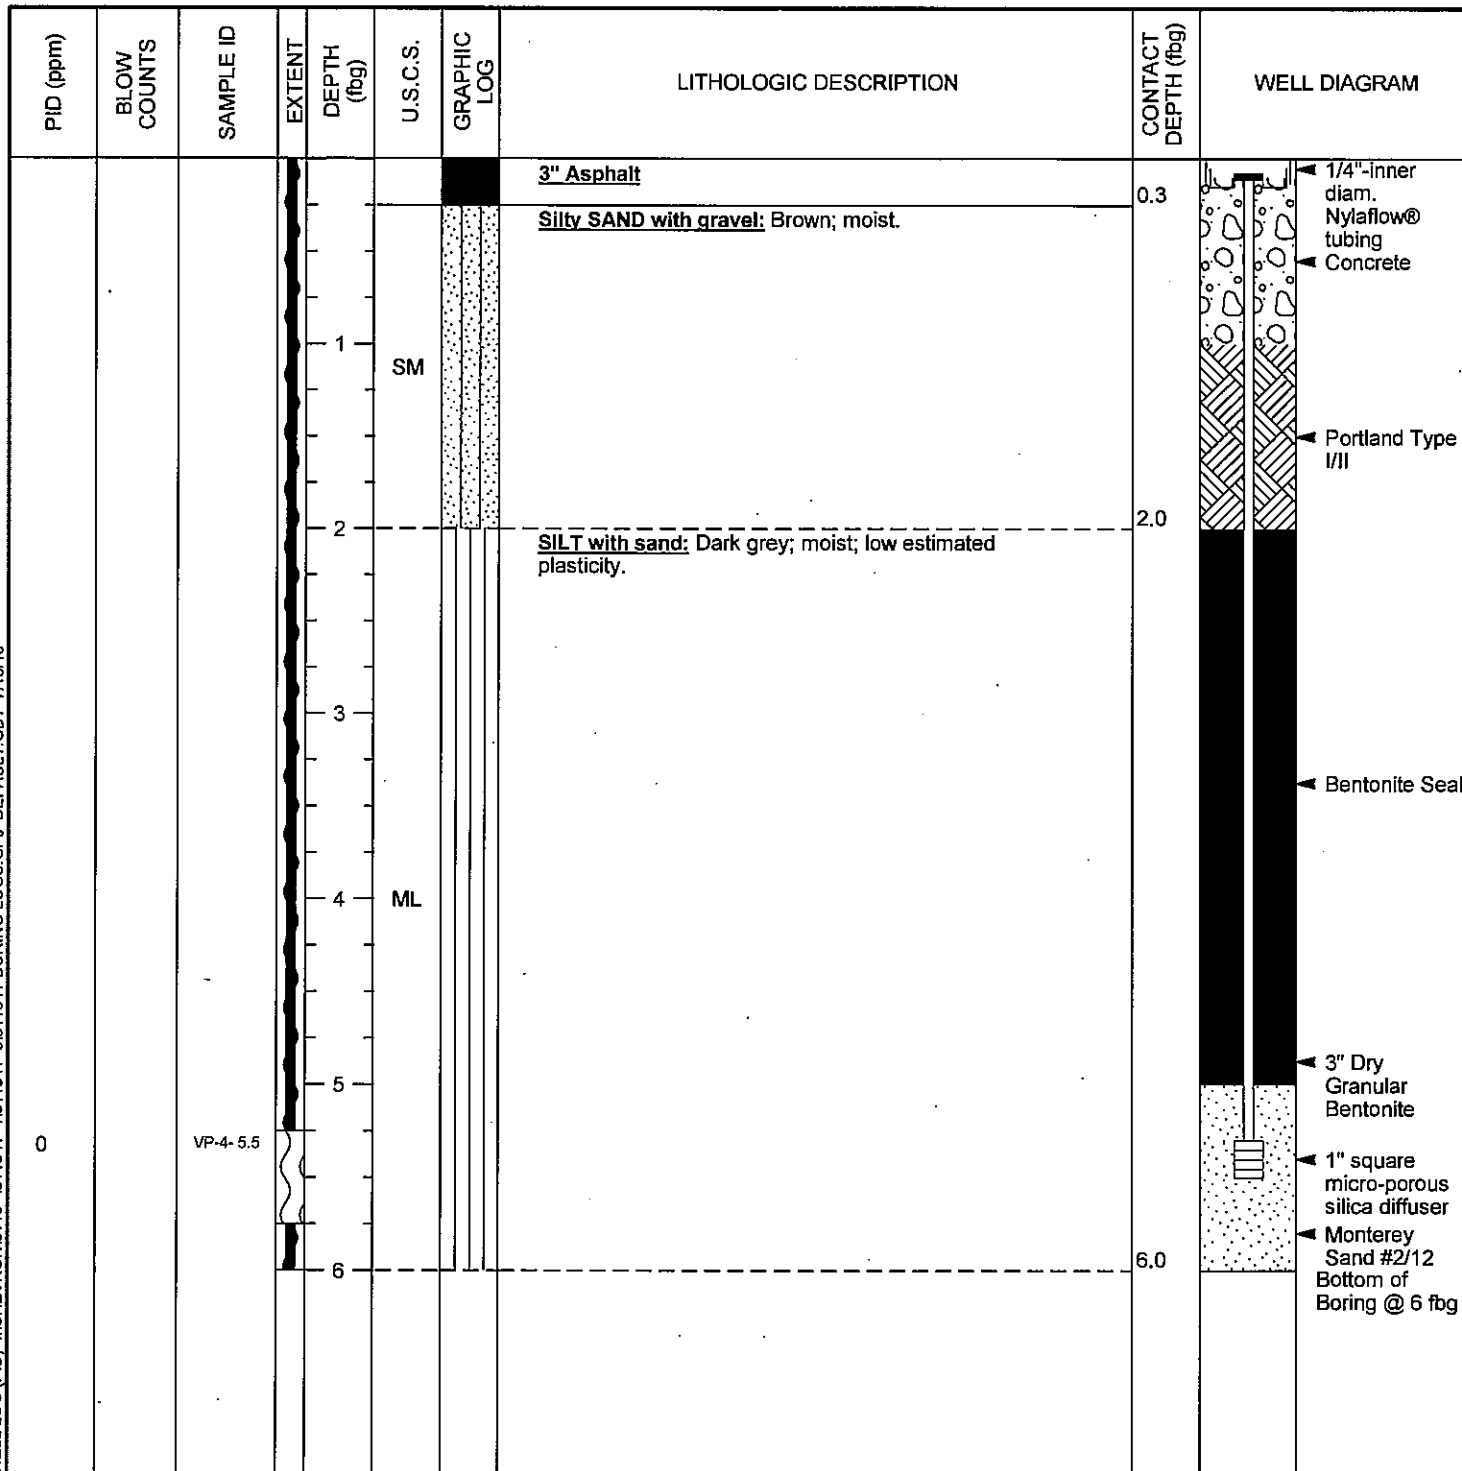 PID (ppm)
BLOW
COUNTS
SAMPLE ID
EXTENT
DEPTH
(fbg)
U.S.C.S.
GRAPHIC
LOG
LITHOLOGIC DESCRIPTION
CONTACT
DEPTH (fbg)
WELL DIAGRAM
3" Asphalt
0.3
Silty SAND with gravel: Brown; moist.
1
SM
2
2.0
SILT with sand: Dark grey; moist; low estimated
plasticity.
3
4
ML
5
0
VP-4- 5.5
6
6.0
1/4"-inner
diam.
Nylaflow®
tubing
Concrete
Portland Type
I/II
Bentonite Seal
3" Dry
Granular
Bentonite
1" square
micro-porous
silica diffuser
Monterey
Sand #2/12
Bottom of
Boring @ 6 fbg